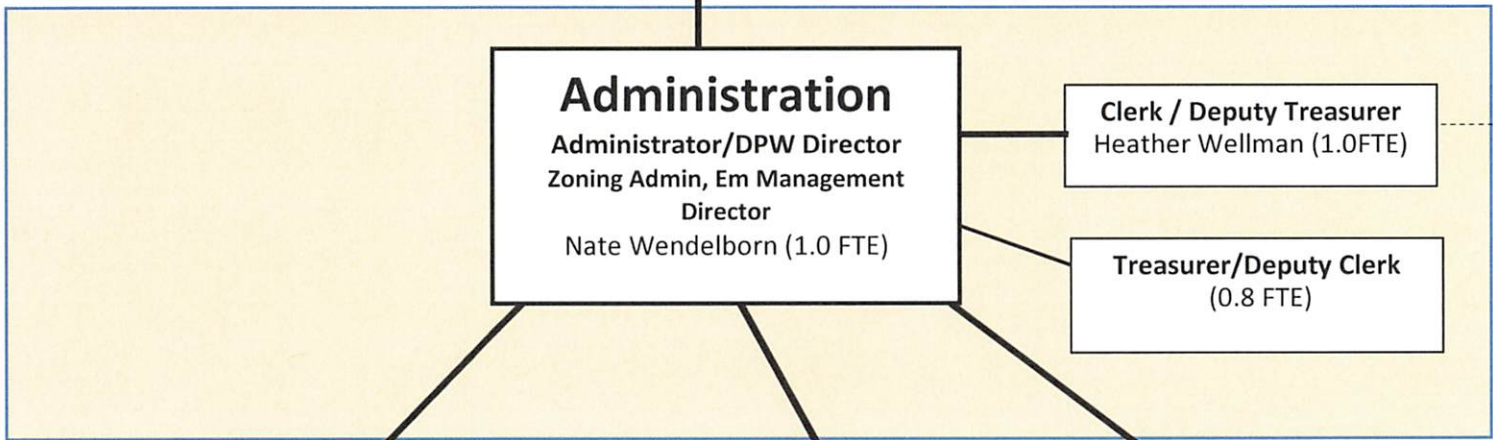 Administration
Administrator/DPW Director
Zoning Admin, Em Management
Director
Nate Wendelborn (1.0 FTE)
Clerk / Deputy Treasurer
Heather Wellman (1.0FTE)
Treasurer/Deputy Clerk
(0.8 FTE)